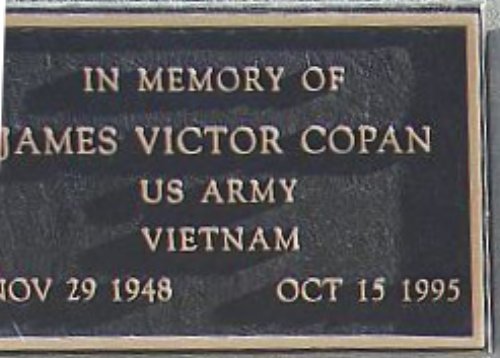 IN MEMORY OF
JAMES VICTOR COPAN
US ARMY
VIETNAM
NOV 29 1948 OCT 15 1995